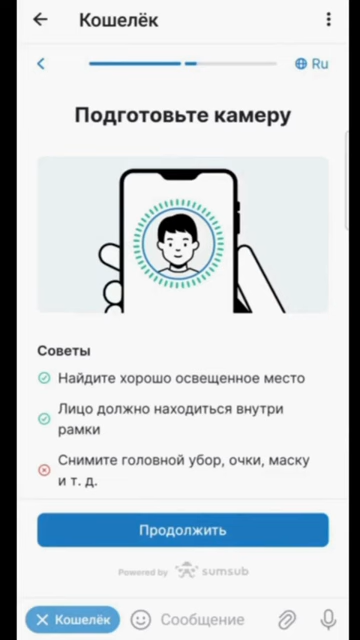 Кошелёк
Ru
Подготовьте камеру
Советы
Найдите хорошо освещенное место
Лицо должно находиться внутри
рамки
Снимите головной убор, очки, маску
и т. д.
Продолжить
Powered by sumsub
Кошелёк
Сообщение